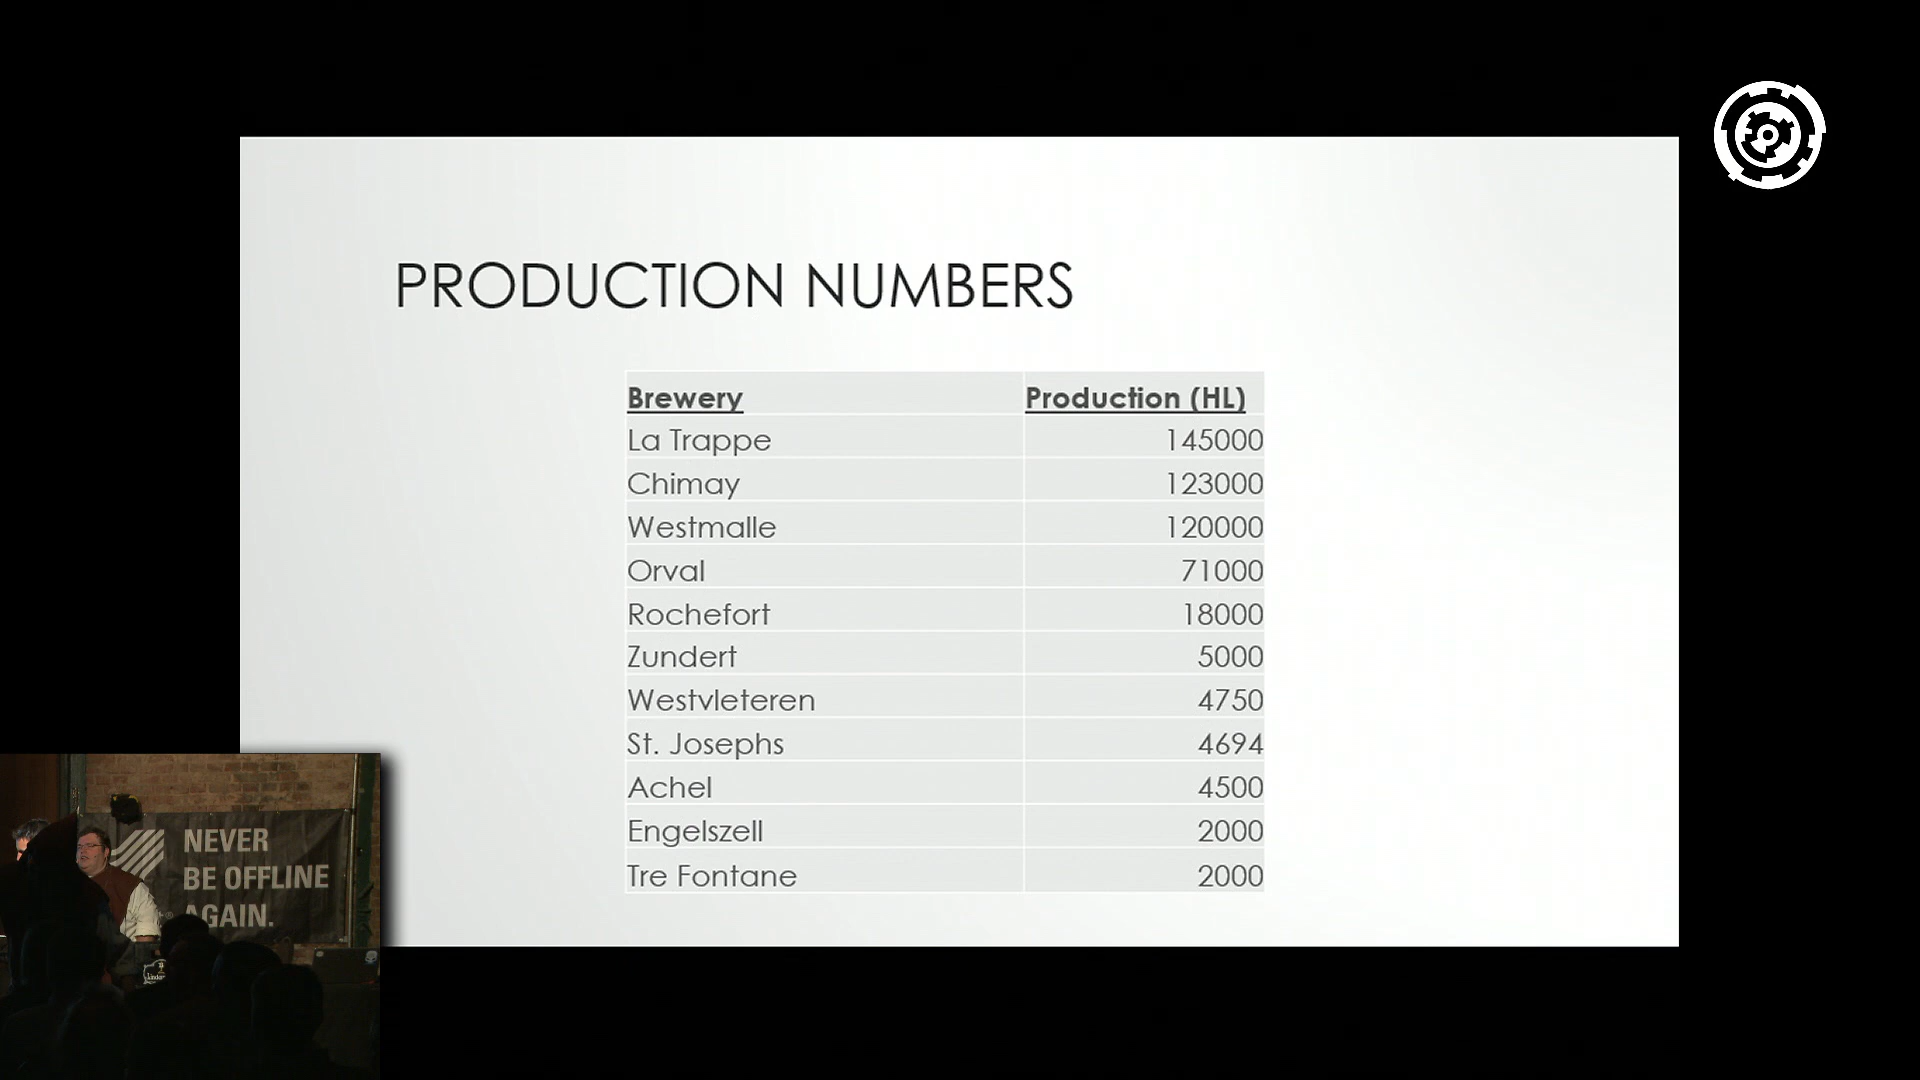 PRODUCTION NUMBERS
Brewery Production (HL)
La Trappe 145000
Chimay 123000
Westmalle 120000
Orval 71000
Rochefort 18000
Zundert 5000
Westvleteren 4750
St. Josephs 4694
Achel 4500
Engelszell 2000
Tre Fontane 2000
NEVER
BE OFFLINE
AGAIN.